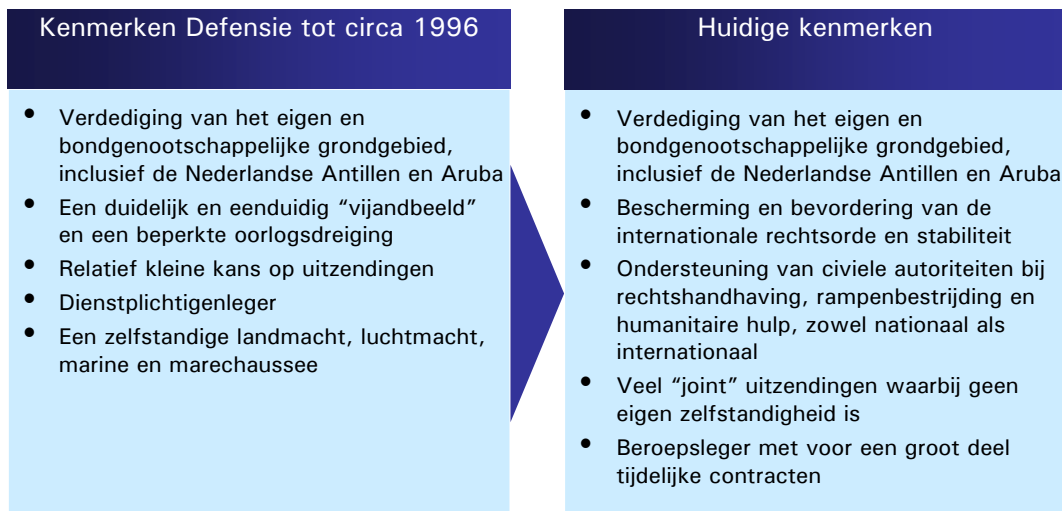 Kenmerken Defensie tot circa 1996
• Verdediging van het eigen en
bondgenootschappelijke grondgebied,
inclusief de Nederlandse Antillen en Aruba
• Een duidelijk en eenduidig “vijandbeeld”
en een beperkte oorlogsdreiging
• Relatief kleine kans op uitzendingen
• Dienstplichtigenleger
• Een zelfstandige landmacht, luchtmacht,
marine en marechaussee
Huidige kenmerken
• Verdediging van het eigen en
bondgenootschappelijke grondgebied,
inclusief de Nederlandse Antillen en Aruba
• Bescherming en bevordering van de
internationale rechtsorde en stabiliteit
• Ondersteuning van civiele autoriteiten bij
rechtshandhaving, rampenbestrijding en
humanitaire hulp, zowel nationaal als
internationaal
• Veel “joint” uitzendingen waarbij geen
eigen zelfstandigheid is
• Beroepsleger met voor een groot deel
tijdelijke contracten